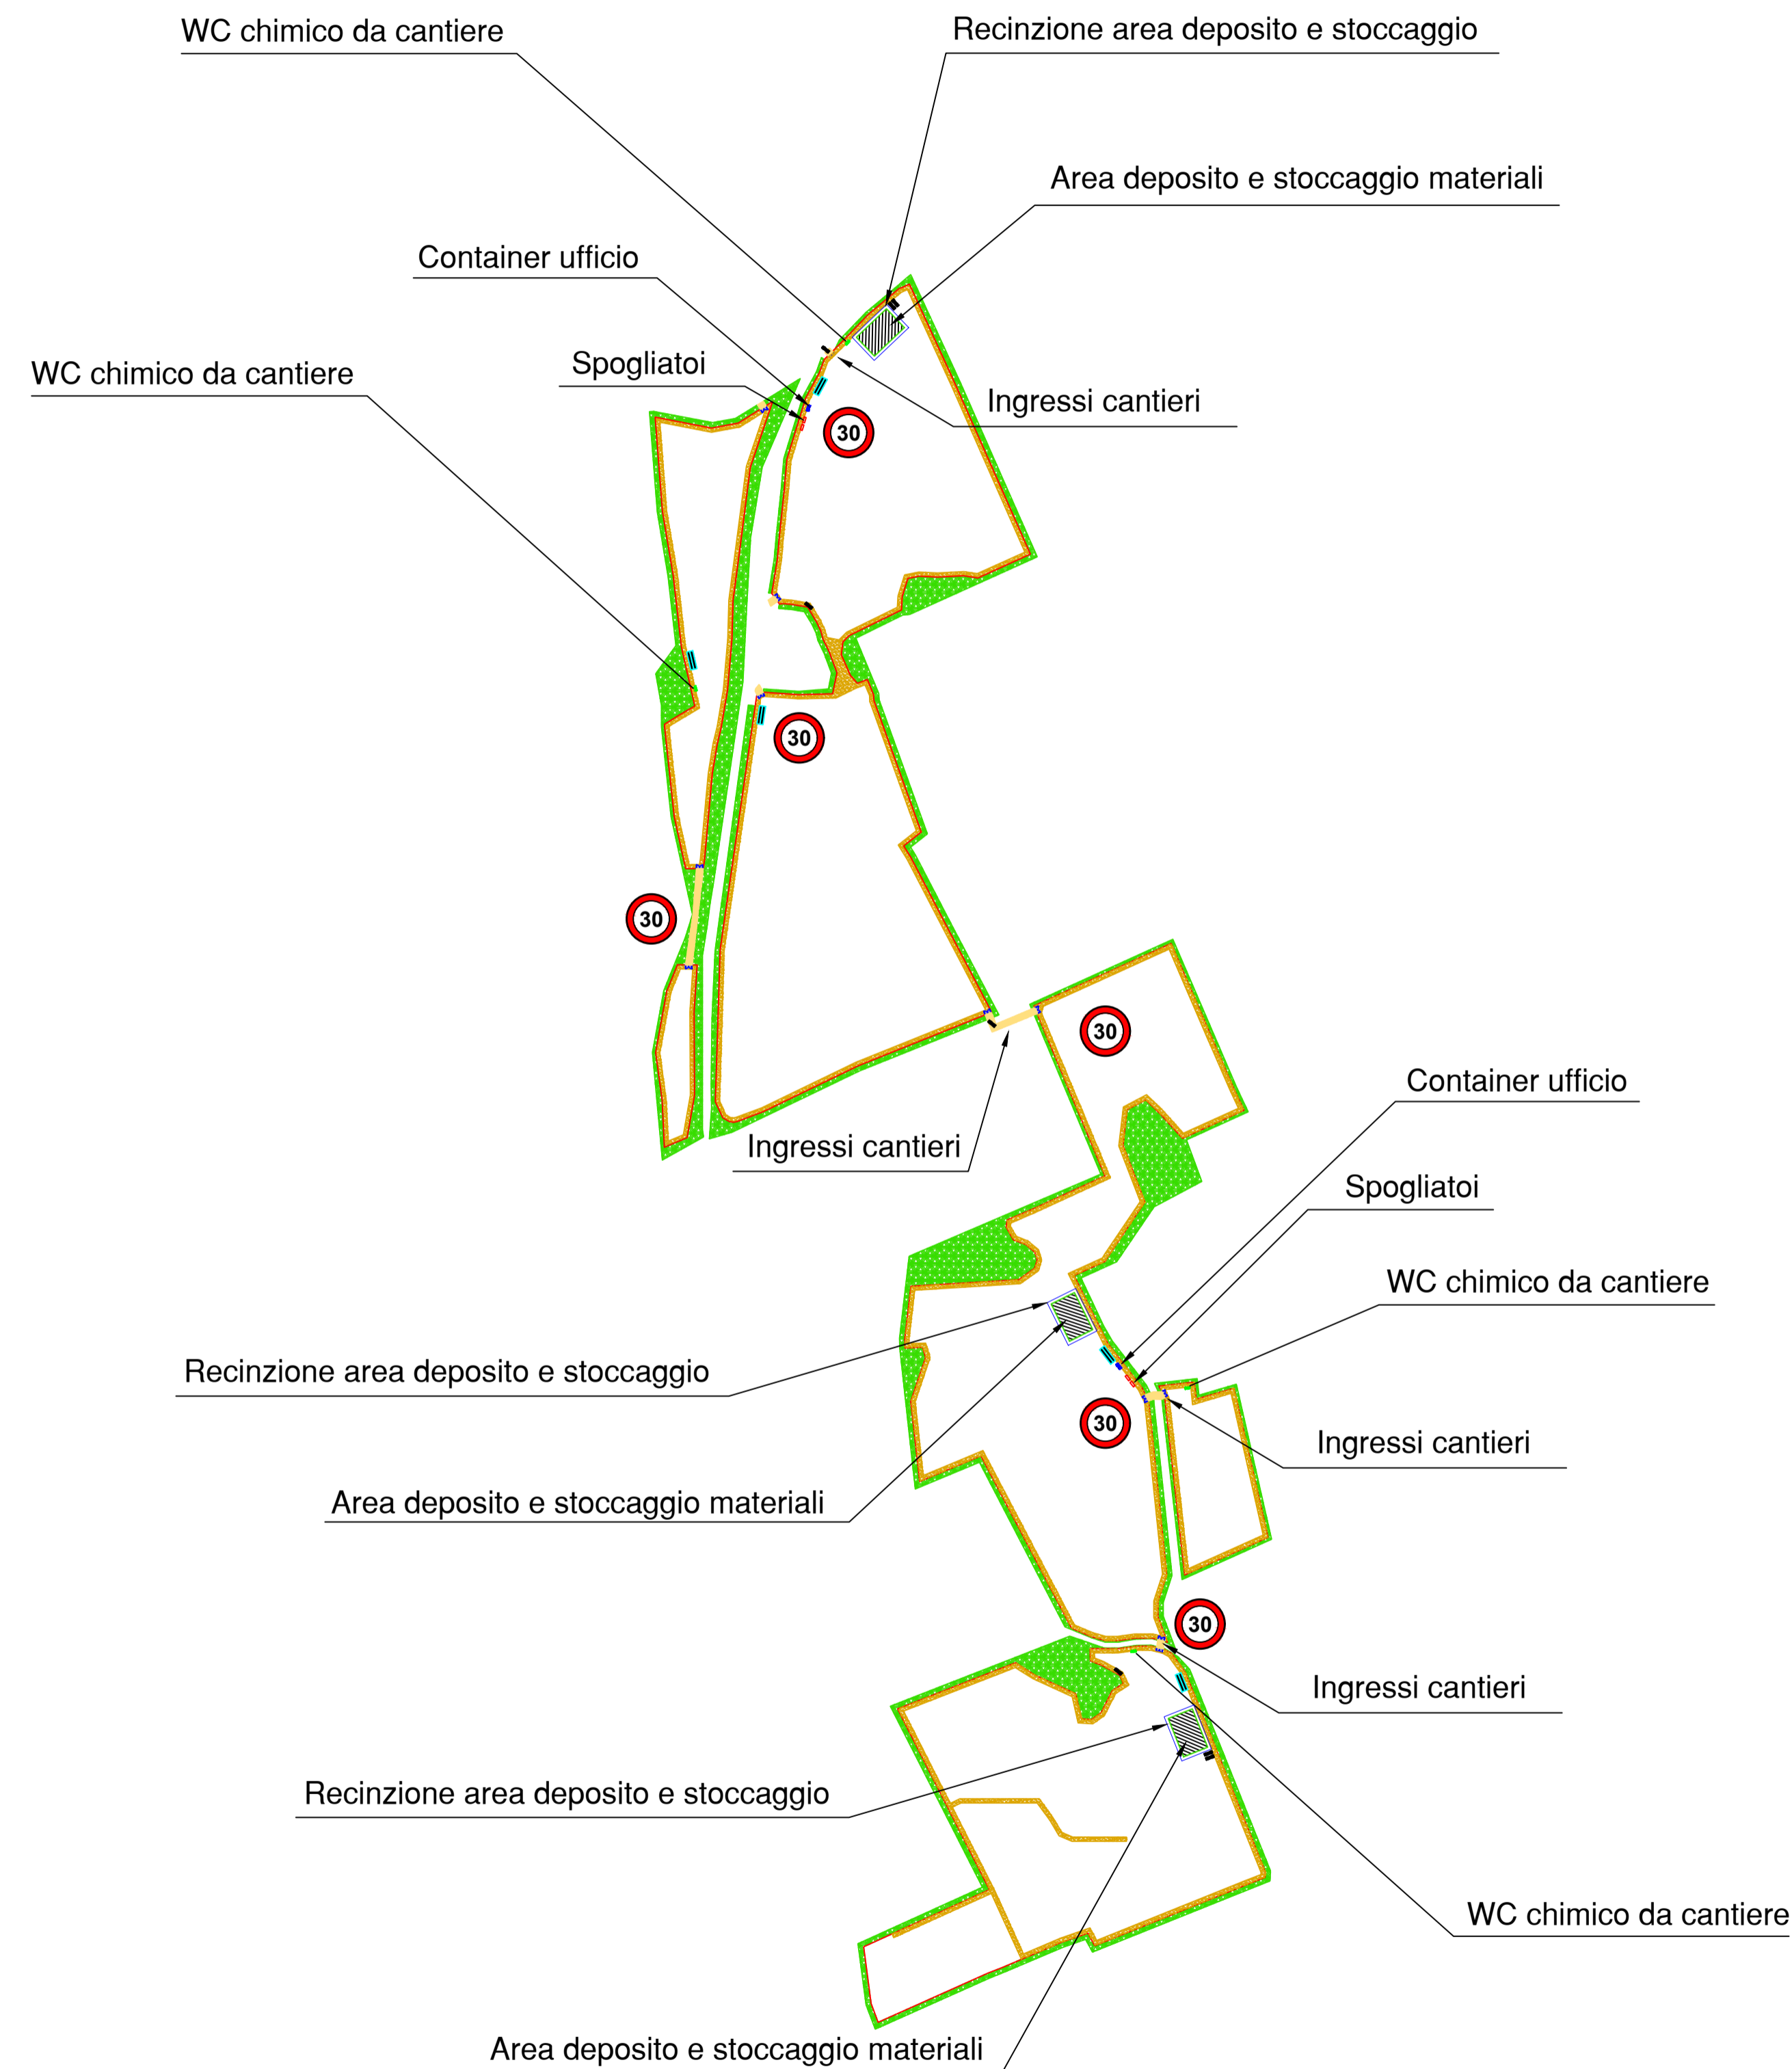 WC chimico da cantiere
Recinzione area deposito e stoccaggio
Area deposito e stoccaggio materiali
Container ufficio
Spogliatoi
WC chimico da cantiere
Ingressi cantieri
30
30
30
30
Container ufficio
Ingressi cantieri
Spogliatoi
WC chimico da cantiere
Recinzione area deposito e stoccaggio
30
Ingressi cantieri
Area deposito e stoccaggio materiali
30
Ingressi cantieri
Recinzione area deposito e stoccaggio
WC chimico da cantiere
Area deposito e stoccaggio materiali